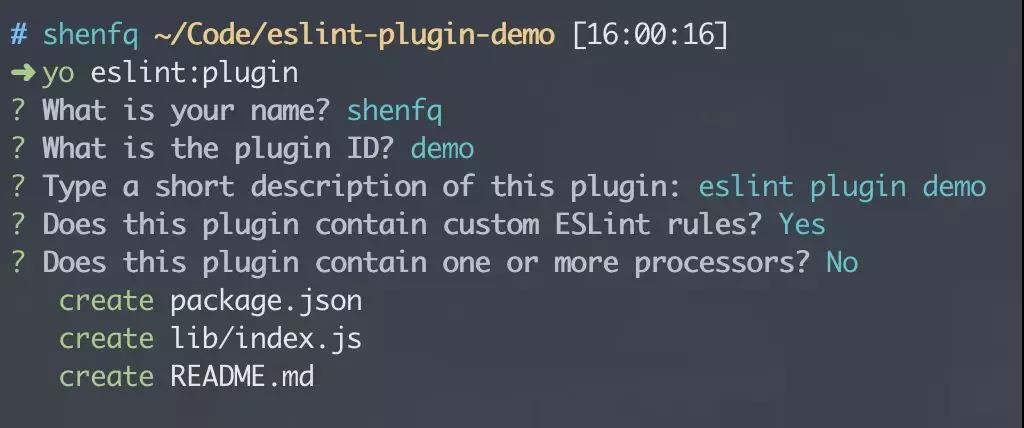 # shenfq ~/Code/eslint-plugin-demo [16:00:16]
➜ yo eslint:plugin
? What is your name? shenfq
? What is the plugin ID? demo
? Type a short description of this plugin: eslint plugin demo
? Does this plugin contain custom ESLint rules? Yes
? Does this plugin contain one or more processors? No
create package.json
create lib/index.js
create README.md